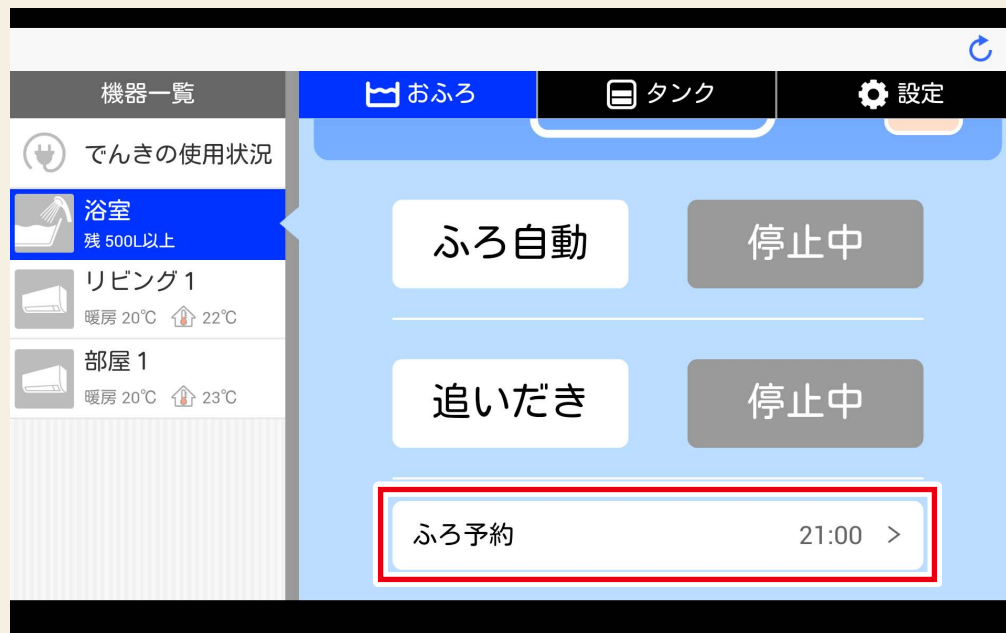 機器一覧
おふろ
タンク
設定
でんきの使用状況
浴室
残 500L以上
リビング1
暖房 20℃ 22℃
部屋1
暖房 20℃ 23℃
ふろ自動
停止中
追いだき
停止中
ふろ予約 21:00 >